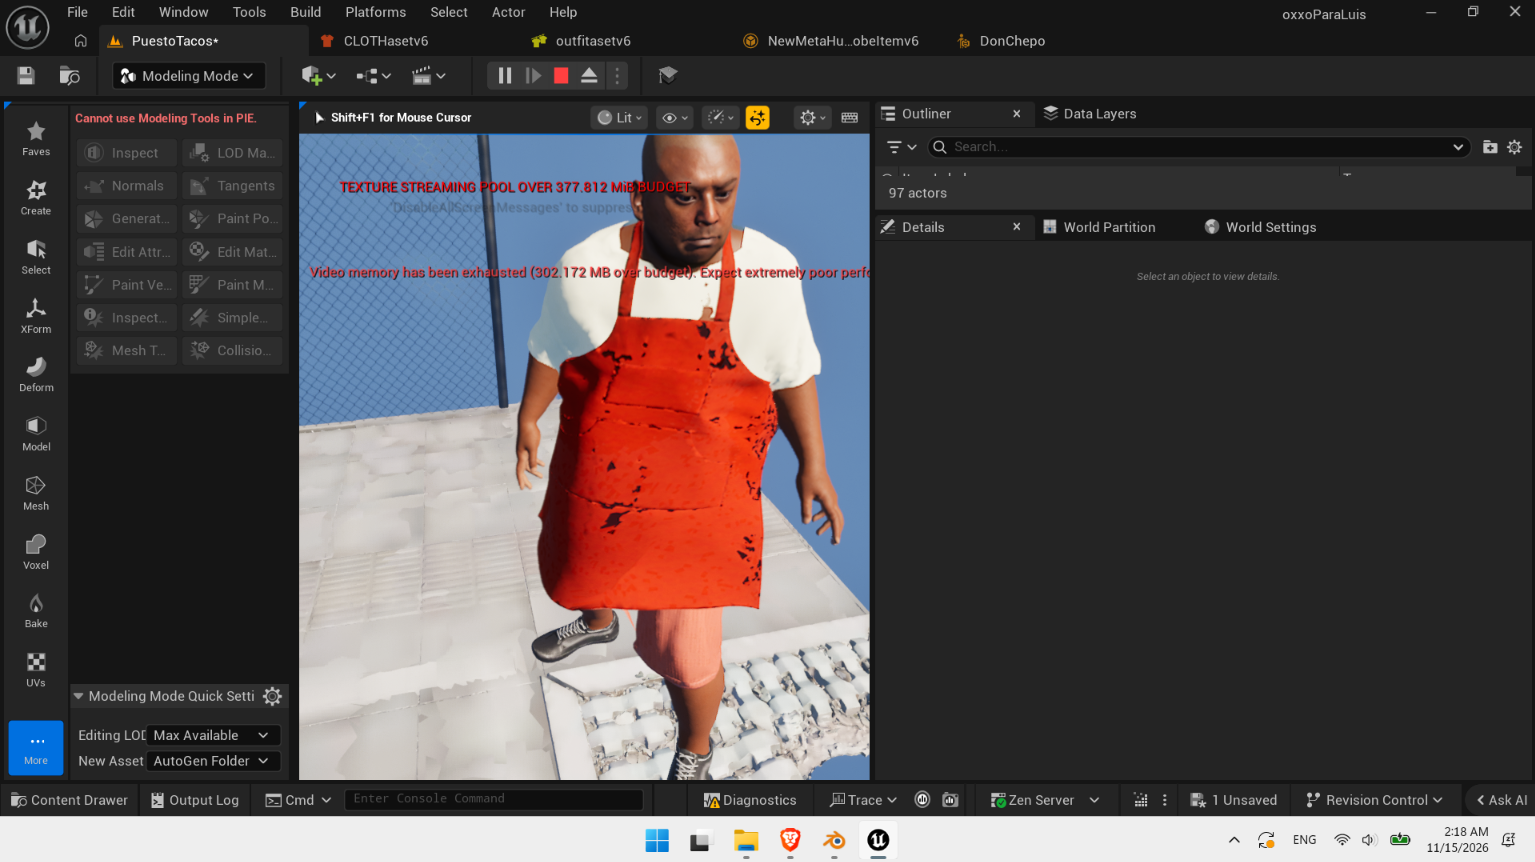 File Edit Window Tools Build Platforms Select Actor Help
oxxoParaLuis
PuestoTacos*
CLOTHasetv6
outfitasetv6
NewMetaHu...obeItemv6
DonChepo
Modeling Mode
Cannot use Modeling Tools in PIE.
Faves
Create
Select
XForm
Deform
Model
Mesh
Voxel
Bake
UVs
More
Inspect
LOD Ma...
Normals
Tangents
Generat...
Paint Po...
Edit Attr...
Edit Mat...
Paint Ve...
Paint M...
Inspect...
Simple...
Mesh T...
Collisio...
Modeling Mode Quick Setti
Editing LOD Max Available
New Asset AutoGen Folder
Shift+F1 for Mouse Cursor
Lit
TEXTURE STREAMING POOL OVER 377.812 MiB BUDGET
'DisableAllScreenMessages' to suppres
Video memory has been exhausted (302.172 MB over budget). Expect extremely poor perfo
Outliner
Data Layers
Search...
97 actors
Details
World Partition
World Settings
Select an object to view details.
Content Drawer
Output Log
Cmd
Enter Console Command
Diagnostics
Trace
Zen Server
1 Unsaved
Revision Control
Ask AI
ENG
2:18 AM
11/15/2026